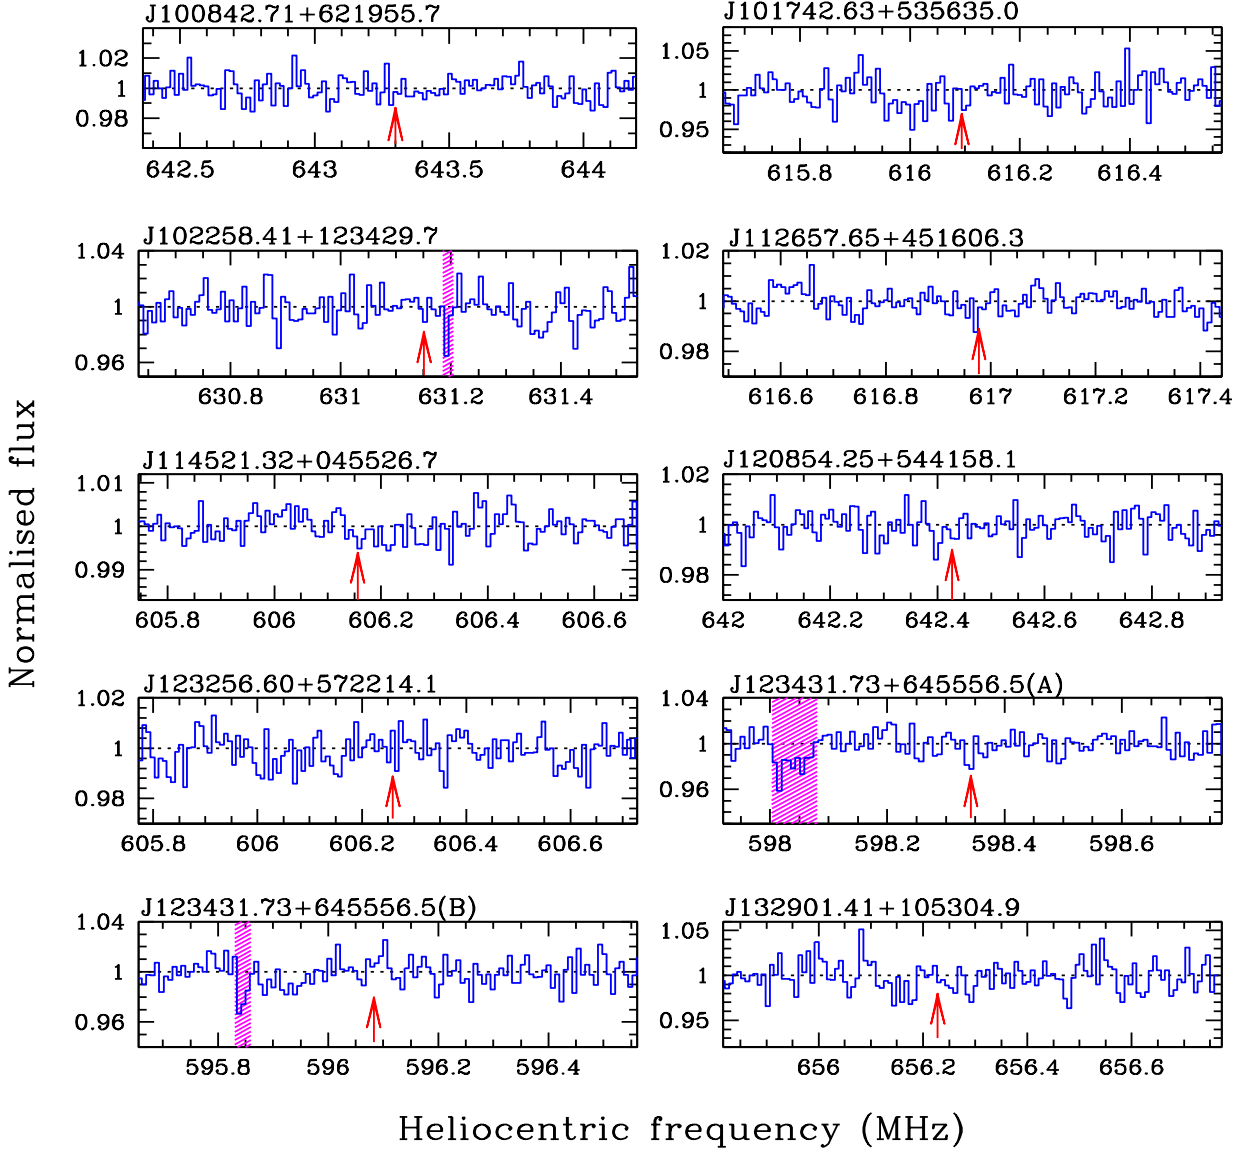 J100842.71+621955.7
1.02
1
0.98
642.5 643 643.5 644
J101742.63+535635.0
1.05
1
0.95
615.8 616 616.2 616.4
J102258.41+123429.7
1.04
1
0.96
630.8 631 631.2 631.4
J112657.65+451606.3
1.02
1
0.98
616.6 616.8 617 617.2 617.4
J114521.32+045526.7
1.01
1
0.99
605.8 606 606.2 606.4 606.6
J120854.25+544158.1
1.02
1
0.98
642 642.2 642.4 642.6 642.8
J123256.60+572214.1
1.02
1
0.98
605.8 606 606.2 606.4 606.6
J123431.73+645556.5(A)
1.04
1
0.96
598 598.2 598.4 598.6
J123431.73+645556.5(B)
1.04
1
0.96
595.8 596 596.2 596.4
J132901.41+105304.9
1.05
1
0.95
656 656.2 656.4 656.6
Normalised flux
Heliocentric frequency (MHz)